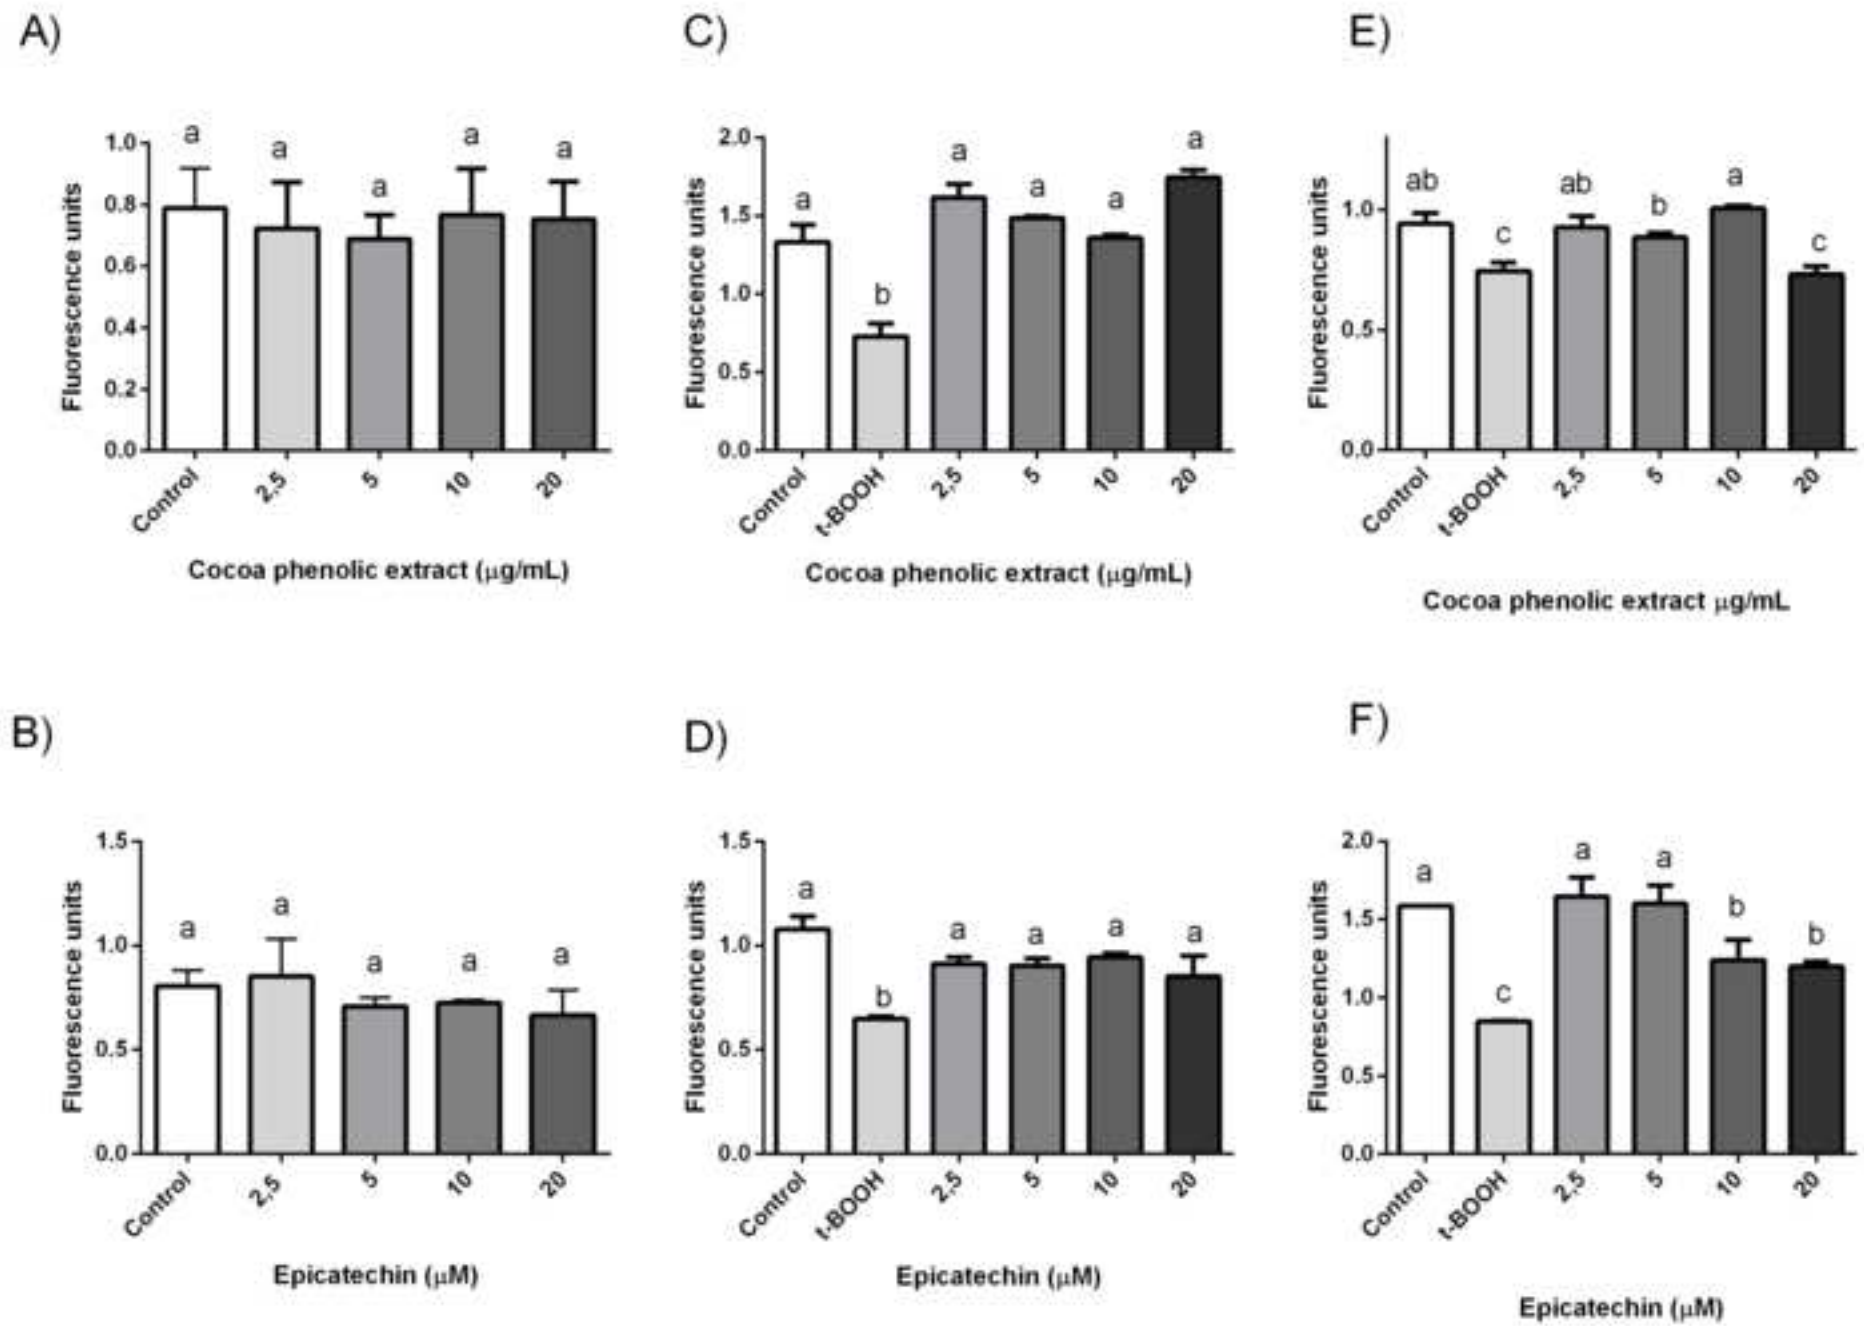 A)
a a a a a
1.0
0.8
0.6
0.4
0.2
0.0
Fluorescence units
Control 2,5 5 10 20
Cocoa phenolic extract (μg/mL)
C)
a b a a a a
2.0
1.5
1.0
0.5
0.0
Fluorescence units
Control t-BOOH 2,5 5 10 20
Cocoa phenolic extract (μg/mL)
E)
ab c ab b a c
1.0
0.5
0.0
Fluorescence units
Control t-BOOH 2,5 5 10 20
Cocoa phenolic extract μg/mL
B)
a a a a a
1.5
1.0
0.5
0.0
Fluorescence units
Control 2,5 5 10 20
Epicatechin (μM)
D)
a b a a a a
1.5
1.0
0.5
0.0
Fluorescence units
Control t-BOOH 2,5 5 10 20
Epicatechin (μM)
F)
a c a a b b
2.0
1.5
1.0
0.5
0.0
Fluorescence units
Control t-BOOH 2,5 5 10 20
Epicatechin (μM)